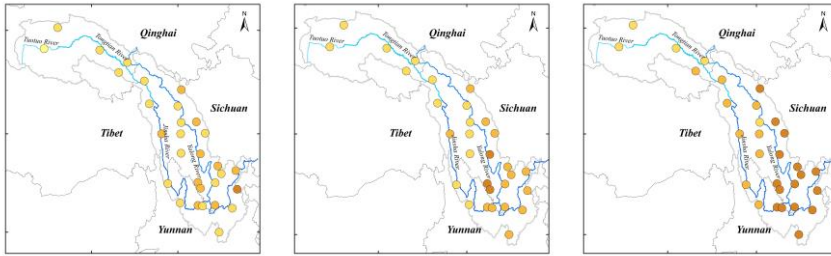 Qinghai
N
Tuotuo River
Tongtian River
Sichuan
Tibet
Jinsha River
Yalong River
Yunnan
Qinghai
N
Tuotuo River
Tongtian River
Sichuan
Tibet
Jinsha River
Yalong River
Yunnan
Qinghai
N
Tuotuo River
Tongtian River
Sichuan
Tibet
Jinsha River
Yalong River
Yunnan